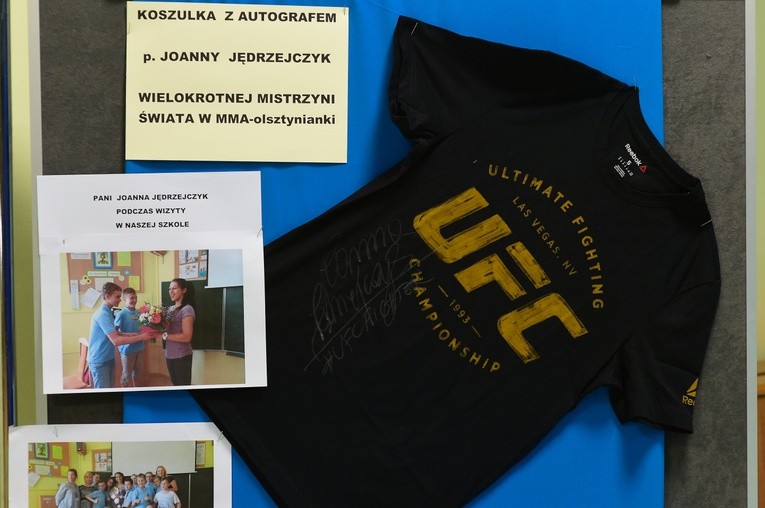 KOSZULKA Z AUTOGRAFEM
p. JOANNY JĘDRZEJCZYK
WIELOKROTNEJ MISTRZYNI
ŚWIATA W MMA-olsztynianki
PANI JOANNA JĘDRZEJCZYK
PODCZAS WIZYTY
W NASZEJ SZKOLE
Reebok
S
ULTIMATE FIGHTING
LAS VEGAS, NV
UFC
1993
CHAMPIONSHIP